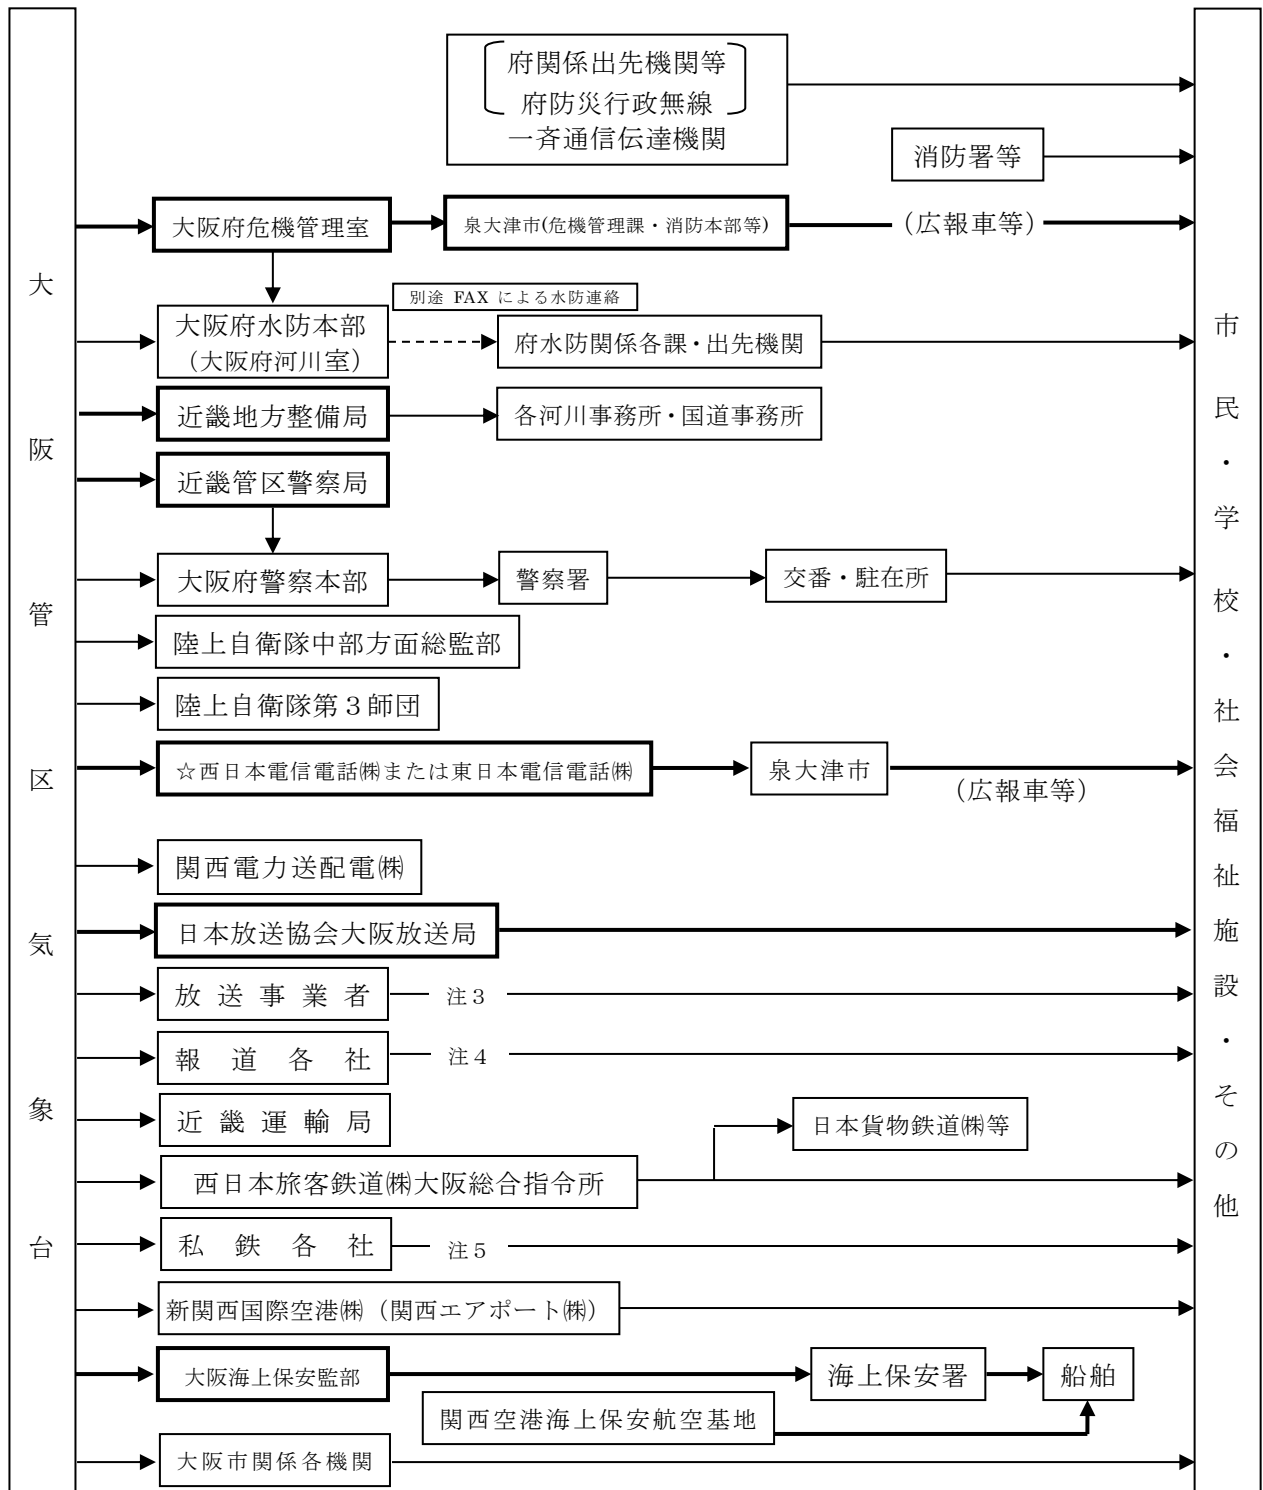 大阪管区気象台
府関係出先機関等
府防災行政無線
一斉通信伝達機関
消防署等
大阪府危機管理室
泉大津市(危機管理課・消防本部等)
（広報車等）
別途 FAX による水防連絡
大阪府水防本部
（大阪府河川室）
府水防関係各課・出先機関
近畿地方整備局
各河川事務所・国道事務所
近畿管区警察局
大阪府警察本部
警察署
交番・駐在所
陸上自衛隊中部方面総監部
陸上自衛隊第３師団
☆西日本電信電話㈱または東日本電信電話㈱
泉大津市
（広報車等）
関西電力送配電㈱
日本放送協会大阪放送局
放送事業者
注３
報道各社
注４
近畿運輸局
日本貨物鉄道㈱等
西日本旅客鉄道㈱大阪総合指令所
私鉄各社
注５
新関西国際空港㈱（関西エアポート㈱）
大阪海上保安監部
海上保安署
船舶
関西空港海上保安航空基地
大阪市関係各機関
市民・学校・社会福祉施設・その他